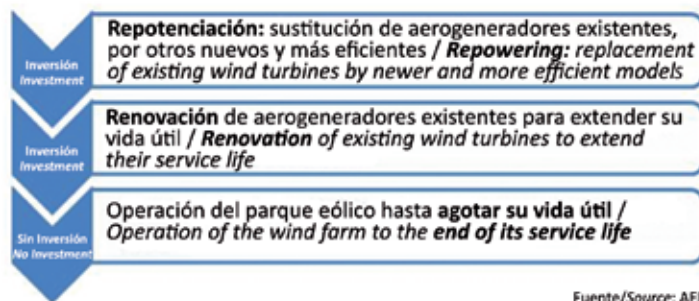 Inversión
Investment
Repotenciación: sustitución de aerogeneradores existentes,
por otros nuevos y más eficientes / Repowering: replacement
of existing wind turbines by newer and more efficient models
Inversión
Investment
Renovación de aerogeneradores existentes para extender su
vida útil / Renovation of existing wind turbines to extend
their service life
Sin Inversión
No Investment
Operación del parque eólico hasta agotar su vida útil /
Operation of the wind farm to the end of its service life
Fuente/Source: